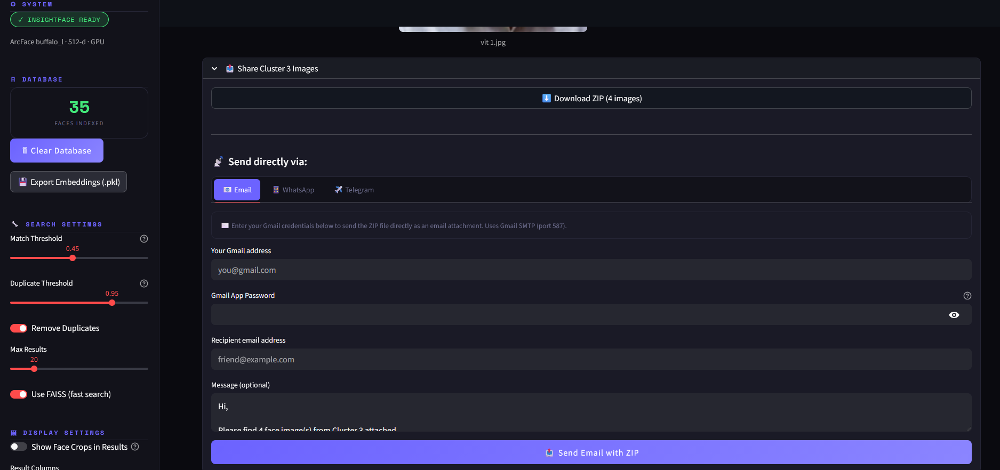 SYSTEM
✓ INSIGHTFACE READY
ArcFace buffalo_l · 512-d · GPU
DATABASE
35
FACES INDEXED
Clear Database
Export Embeddings (.pkl)
SEARCH SETTINGS
Match Threshold
0.45
Duplicate Threshold
0.95
Remove Duplicates
Max Results
20
Use FAISS (fast search)
DISPLAY SETTINGS
Show Face Crops in Results
Result Columns
vit 1.jpg
Share Cluster 3 Images
Download ZIP (4 images)
Send directly via:
Email
WhatsApp
Telegram
Enter your Gmail credentials below to send the ZIP file directly as an email attachment. Uses Gmail SMTP (port 587).
Your Gmail address
you@gmail.com
Gmail App Password
Recipient email address
friend@example.com
Message (optional)
Hi,
Please find 4 face image(s) from Cluster 3 attached
Send Email with ZIP